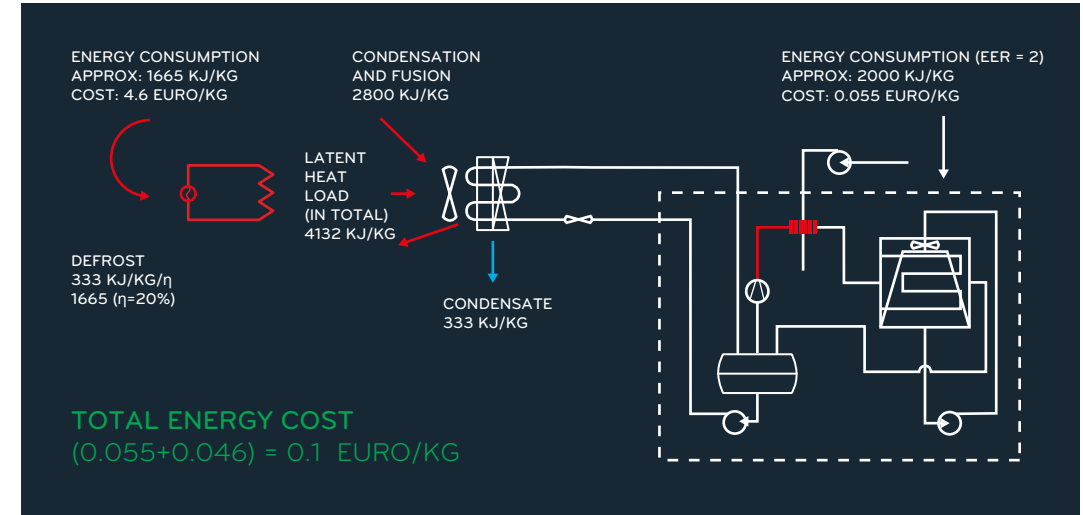 ENERGY CONSUMPTION
APPROX: 1665 KJ/KG
COST: 4.6 EURO/KG
CONDENSATION
AND FUSION
2800 KJ/KG
ENERGY CONSUMPTION (EER = 2)
APPROX: 2000 KJ/KG
COST: 0.055 EURO/KG
LATENT
HEAT
LOAD
(IN TOTAL)
4132 KJ/KG
DEFROST
333 KJ/KG/η
1665 (η=20%)
CONDENSATE
333 KJ/KG
TOTAL ENERGY COST
(0.055+0.046) = 0.1 EURO/KG